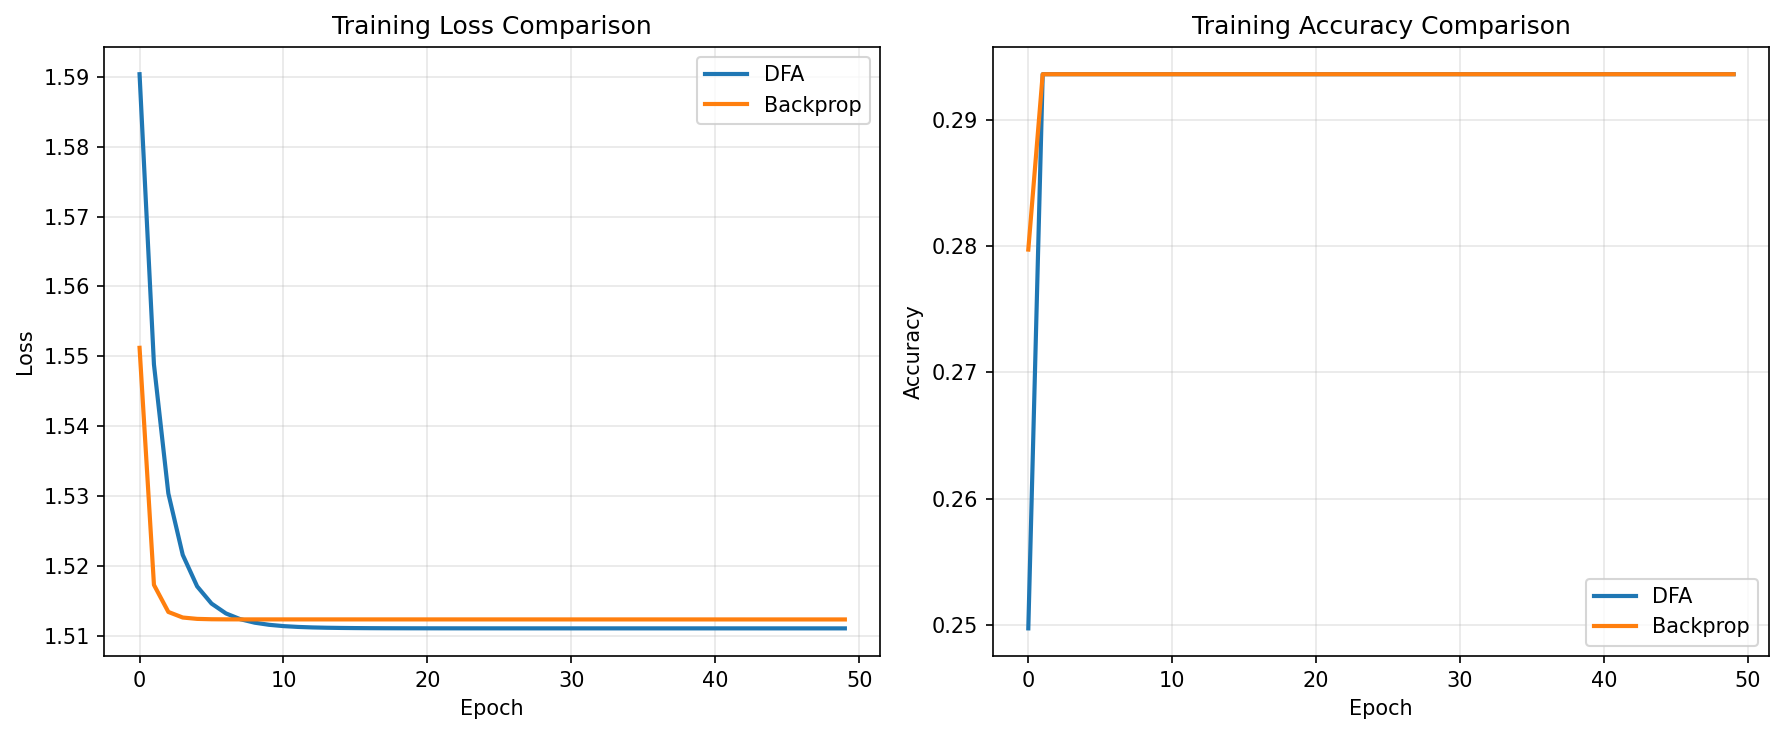 Training Loss Comparison
1.59
1.58
1.57
1.56
1.55
1.54
1.53
1.52
1.51
Loss
0
10
20
30
40
50
Epoch
DFA
Backprop
Training Accuracy Comparison
0.29
0.28
0.27
0.26
0.25
Accuracy
0
10
20
30
40
50
Epoch
DFA
Backprop